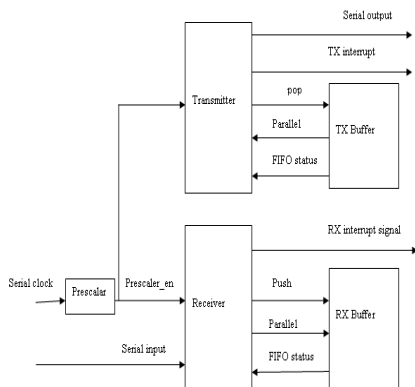 Serial output
TX interrupt
Transmitter
pop
Parallel
TX Buffer
FIFO status
RX interrupt signal
Serial clock
Prescalar
Prescaler_en
Receiver
Push
RX Buffer
Parallel
Serial input
FIFO status